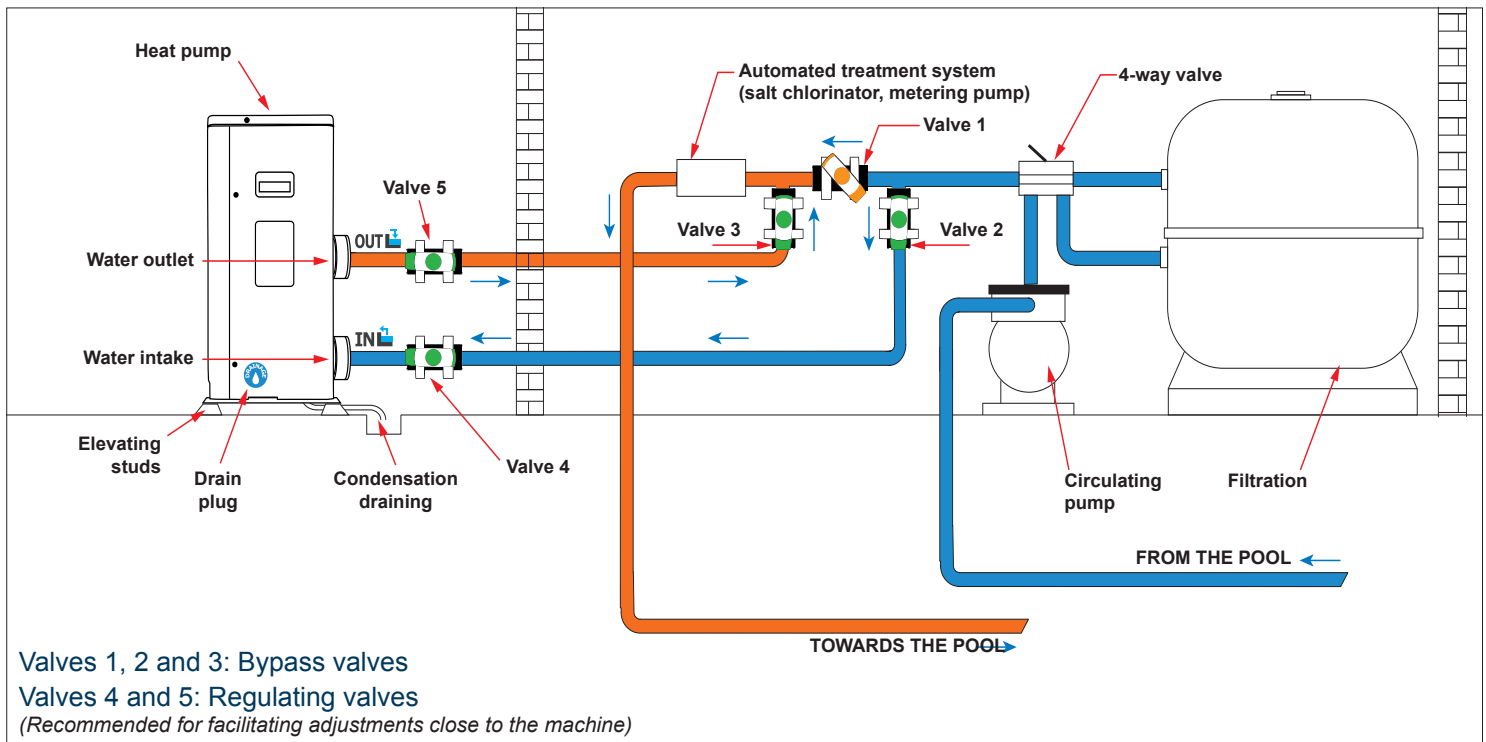 Heat pump
Automated treatment system
(salt chlorinator, metering pump)
4-way valve
Valve 1
Valve 5
OUT
Valve 3
Valve 2
Water outlet
IN
Water intake
DRAINAGE
Elevating
studs
Drain
plug
Condensation
draining
Valve 4
Circulating
pump
Filtration
FROM THE POOL
TOWARDS THE POOL
Valves 1, 2 and 3: Bypass valves
Valves 4 and 5: Regulating valves
(Recommended for facilitating adjustments close to the machine)